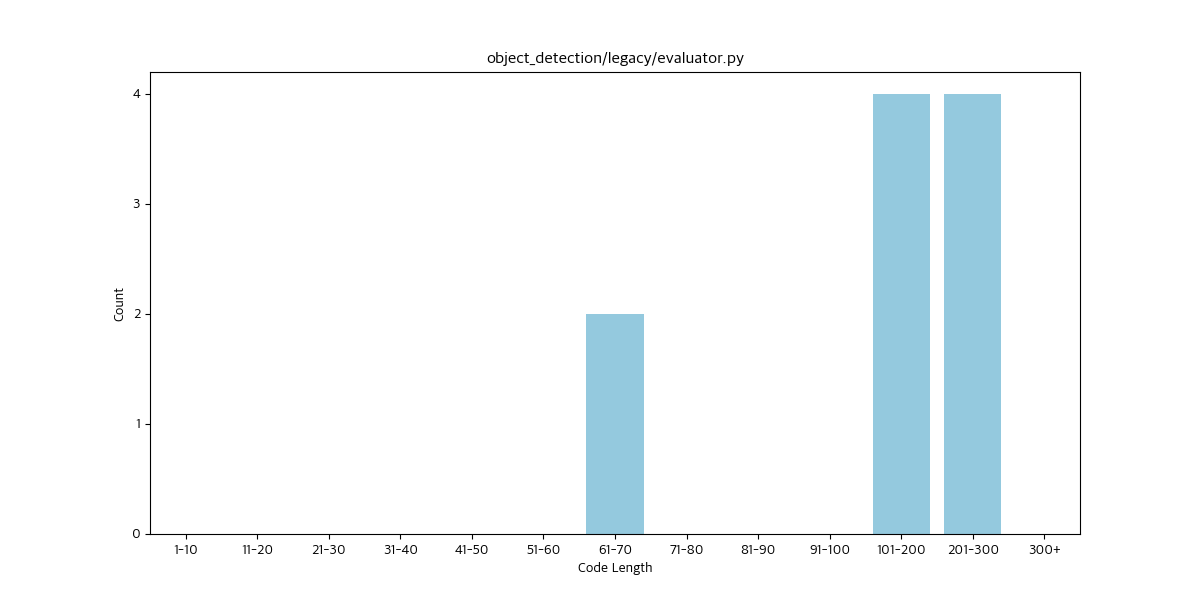 object_detection/legacy/evaluator.py
4
3
2
1
0
Count
1-10 11-20 21-30 31-40 41-50 51-60 61-70 71-80 81-90 91-100 101-200 201-300 300+
Code Length